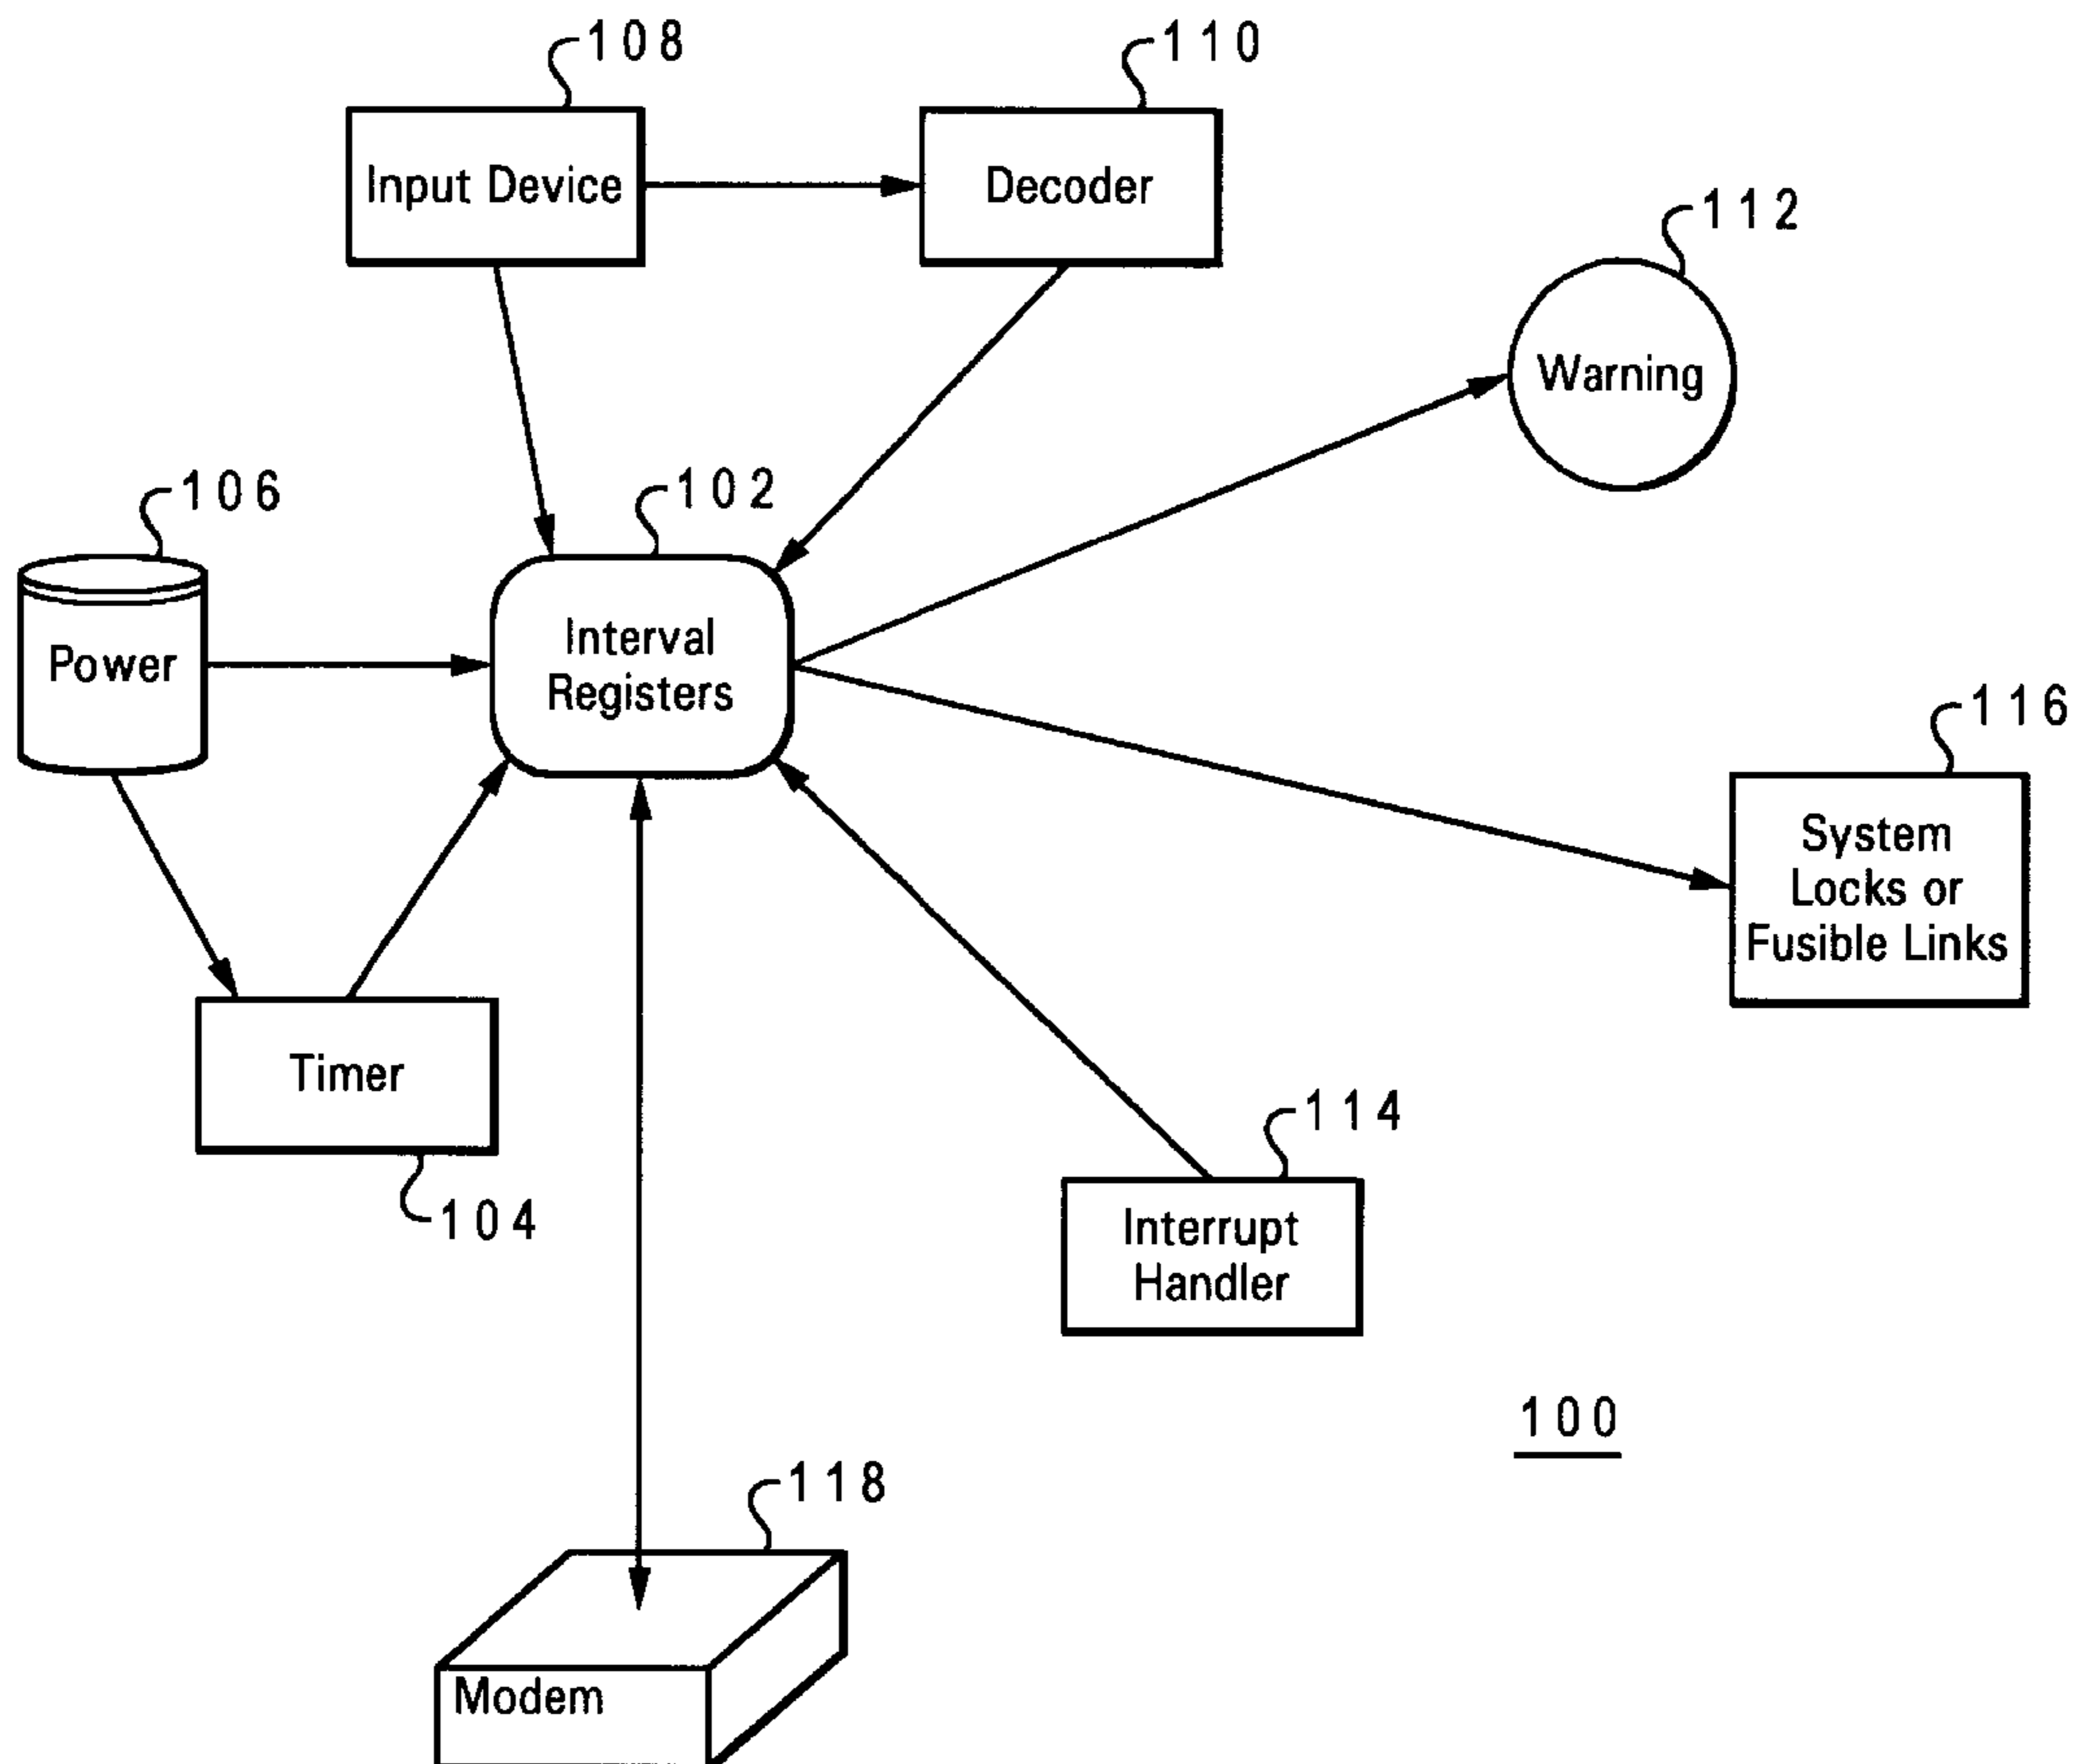 108
110
Input Device
Decoder
112
Warning
106
102
Power
Interval
Registers
116
System
Locks or
Fusible Links
Timer
104
114
Interrupt
Handler
100
118
Modem